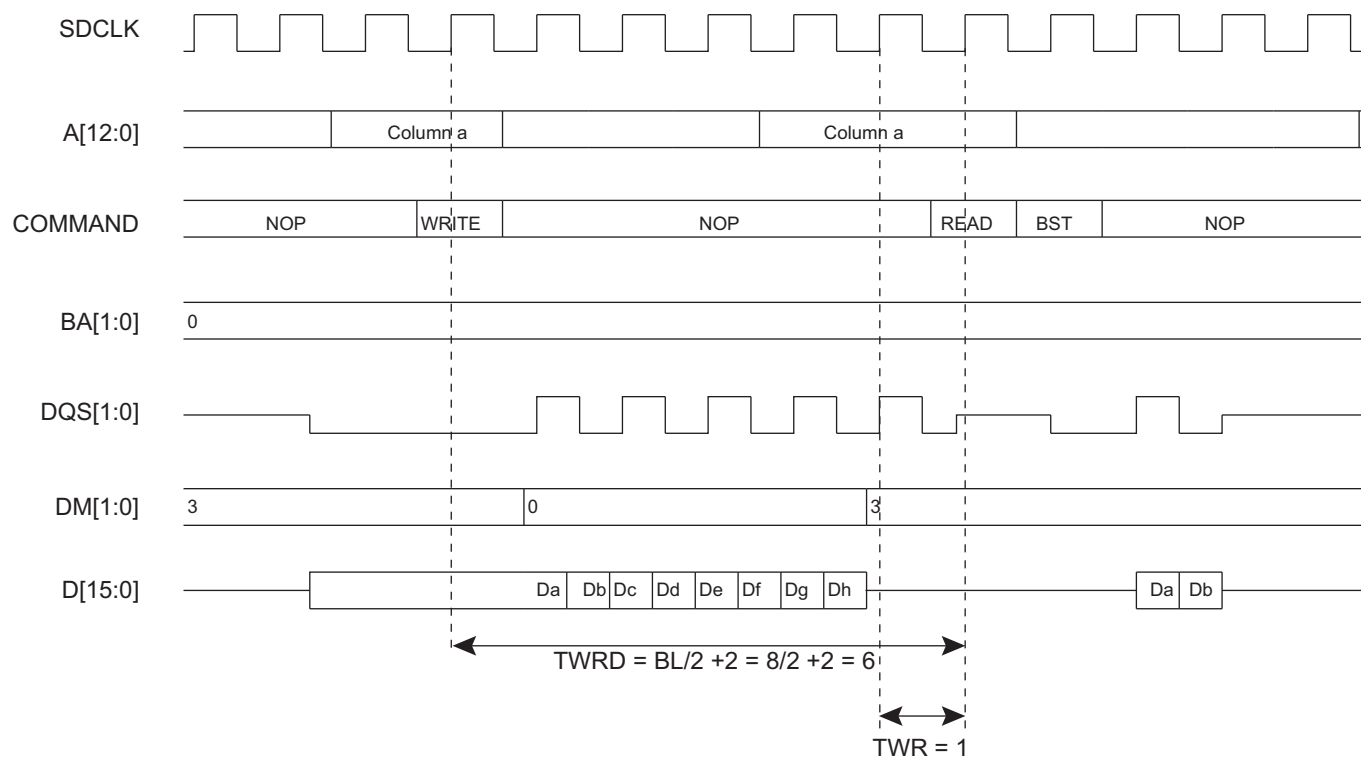 SDCLK
A[12:0]
Column a
Column a
COMMAND
NOP
WRITE
NOP
READ
BST
NOP
BA[1:0]
0
DQS[1:0]
DM[1:0]
3
0
3
D[15:0]
Da
Db
Dc
Dd
De
Df
Dg
Dh
Da
Db
TWRD = BL/2 +2 = 8/2 +2 = 6
TWR = 1